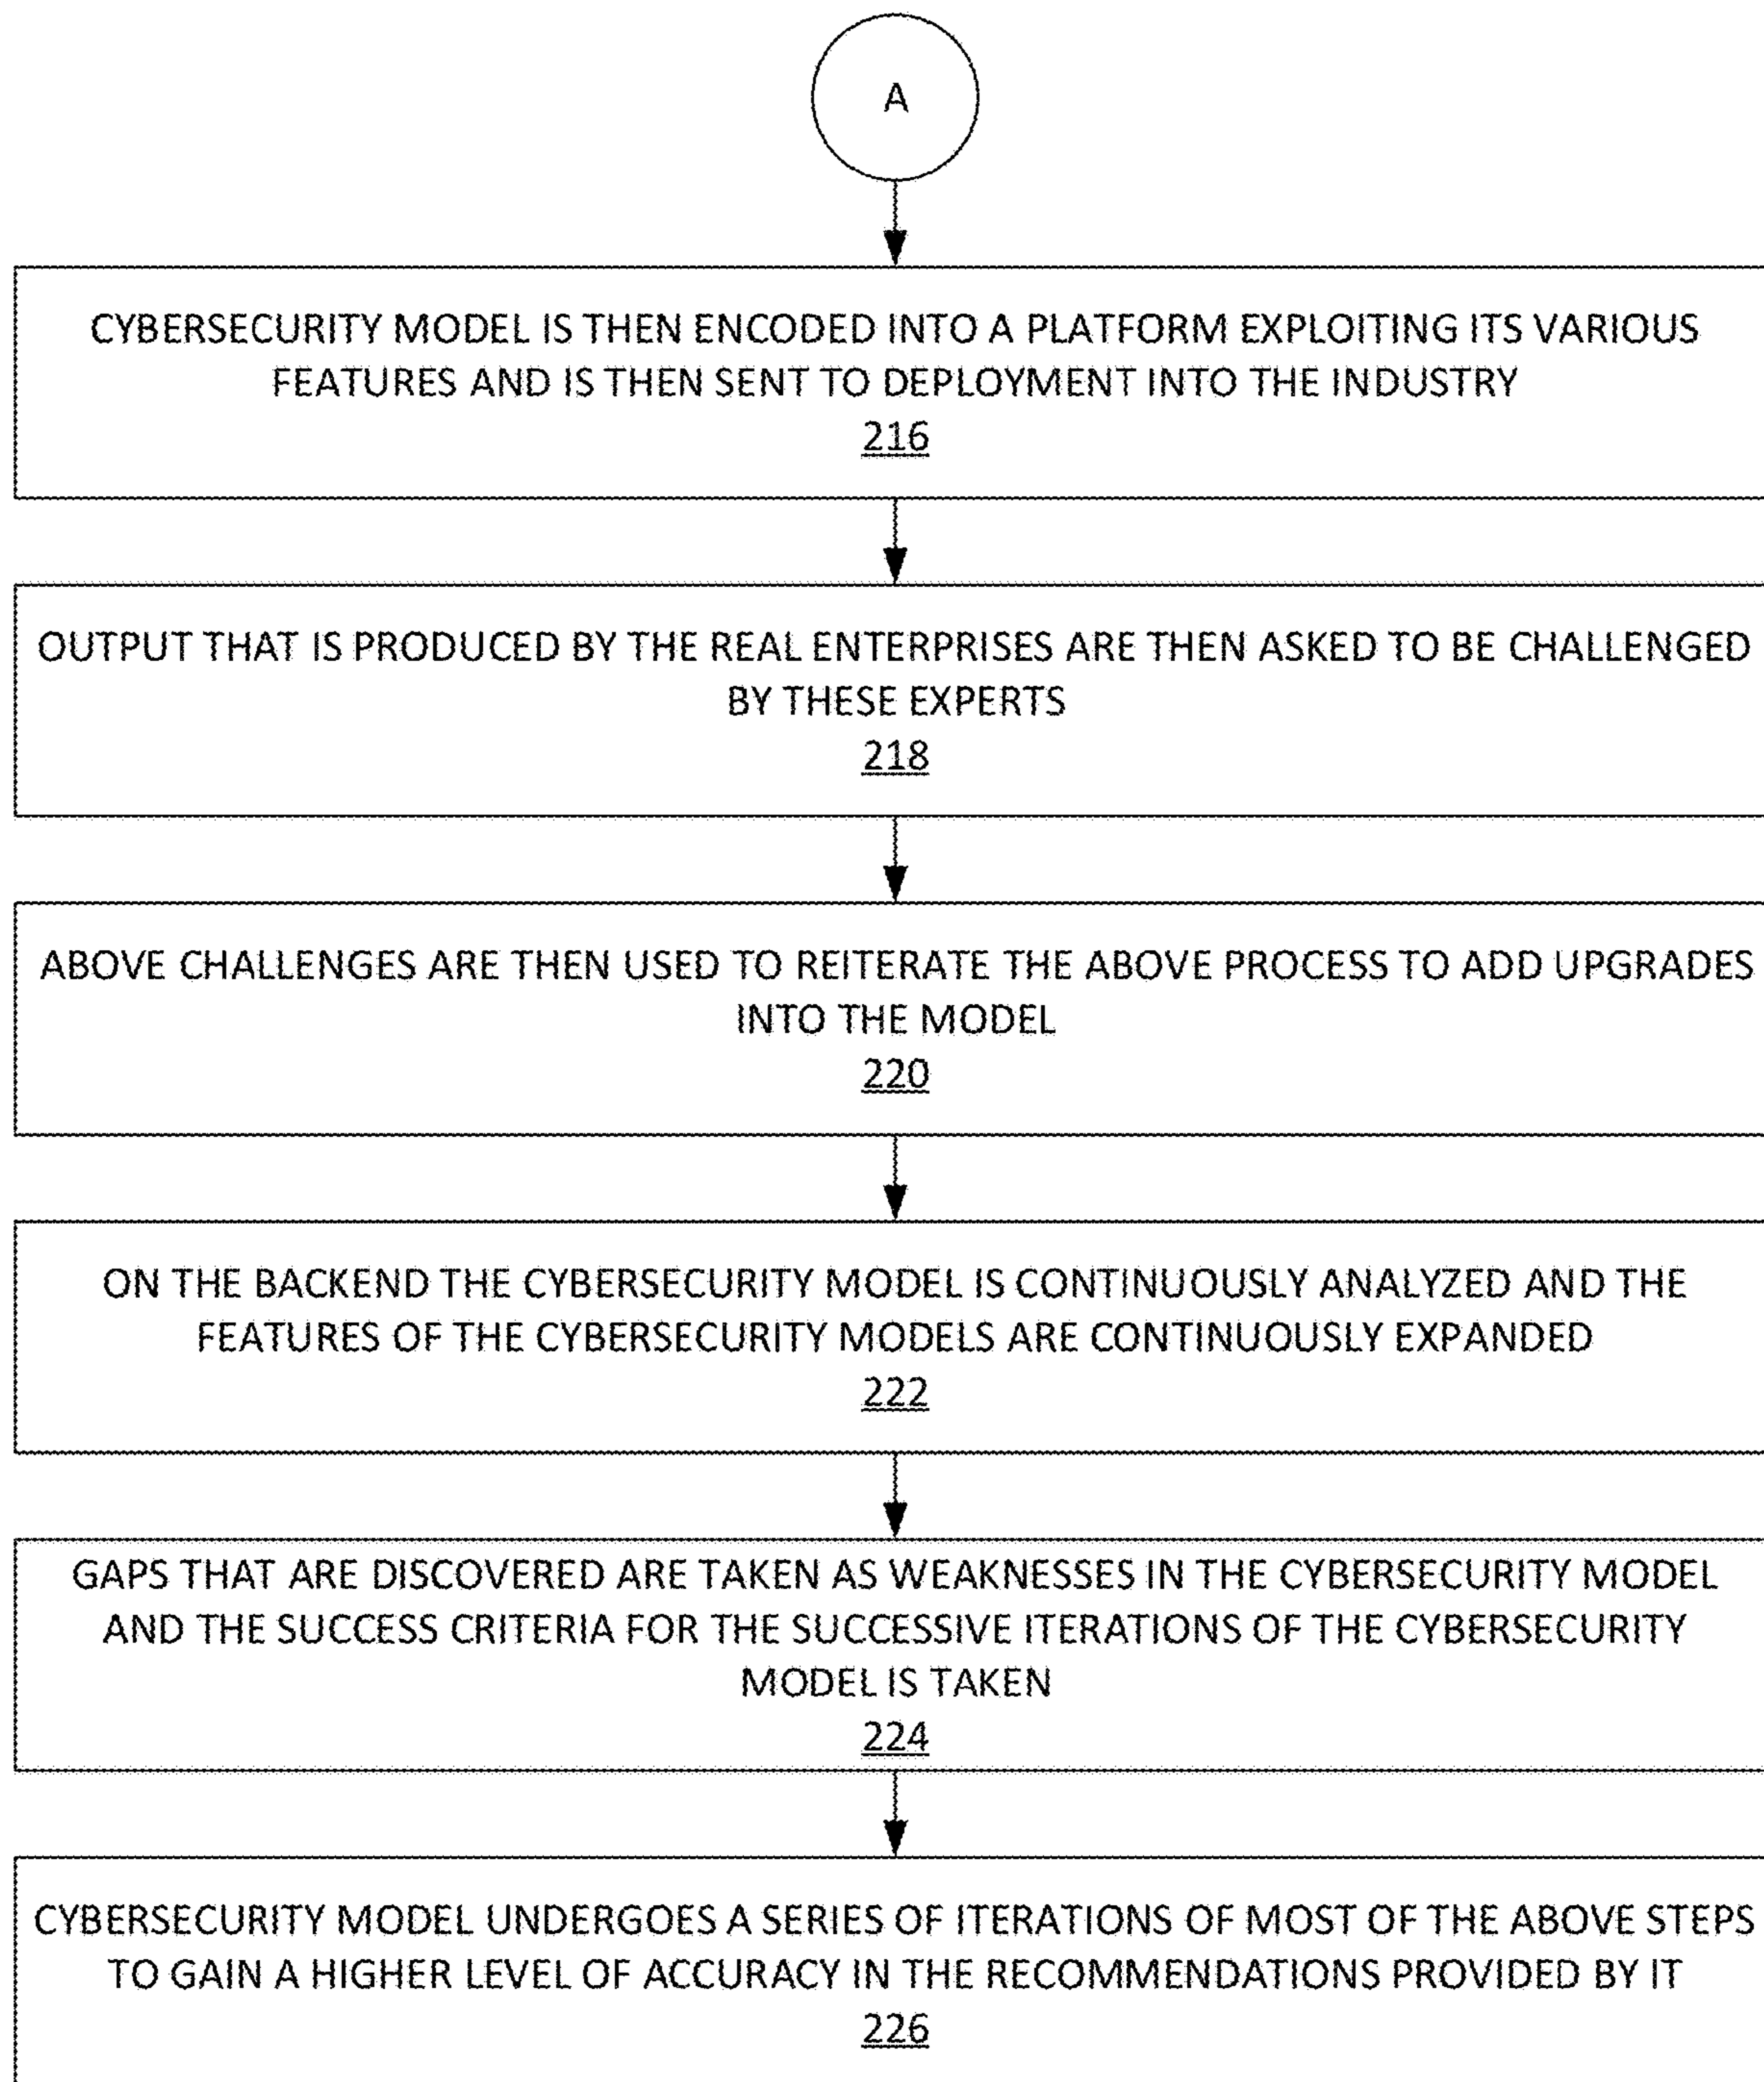 A
CYBERSECURITY MODEL IS THEN ENCODED INTO A PLATFORM EXPLOITING ITS VARIOUS
FEATURES AND IS THEN SENT TO DEPLOYMENT INTO THE INDUSTRY
216
OUTPUT THAT IS PRODUCED BY THE REAL ENTERPRISES ARE THEN ASKED TO BE CHALLENGED
BY THESE EXPERTS
218
ABOVE CHALLENGES ARE THEN USED TO REITERATE THE ABOVE PROCESS TO ADD UPGRADES
INTO THE MODEL
220
ON THE BACKEND THE CYBERSECURITY MODEL IS CONTINUOUSLY ANALYZED AND THE
FEATURES OF THE CYBERSECURITY MODELS ARE CONTINUOUSLY EXPANDED
222
GAPS THAT ARE DISCOVERED ARE TAKEN AS WEAKNESSES IN THE CYBERSECURITY MODEL
AND THE SUCCESS CRITERIA FOR THE SUCCESSIVE ITERATIONS OF THE CYBERSECURITY
MODEL IS TAKEN
224
CYBERSECURITY MODEL UNDERGOES A SERIES OF ITERATIONS OF MOST OF THE ABOVE STEPS
TO GAIN A HIGHER LEVEL OF ACCURACY IN THE RECOMMENDATIONS PROVIDED BY IT
226